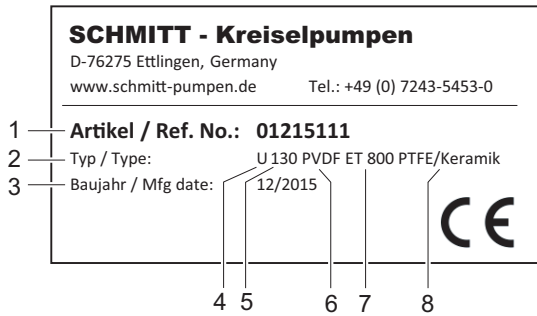 SCHMITT - Kreiselpumpen
D-76275 Ettlingen, Germany
www.schmitt-pumpen.de Tel.: +49 (0) 7243-5453-0
1 Artikel / Ref. No.: 01215111
2 Typ / Type: U 130 PVDF ET 800 PTFE/Keramik
3 Baujahr / Mfg date: 12/2015
CE
4 5 6 7 8